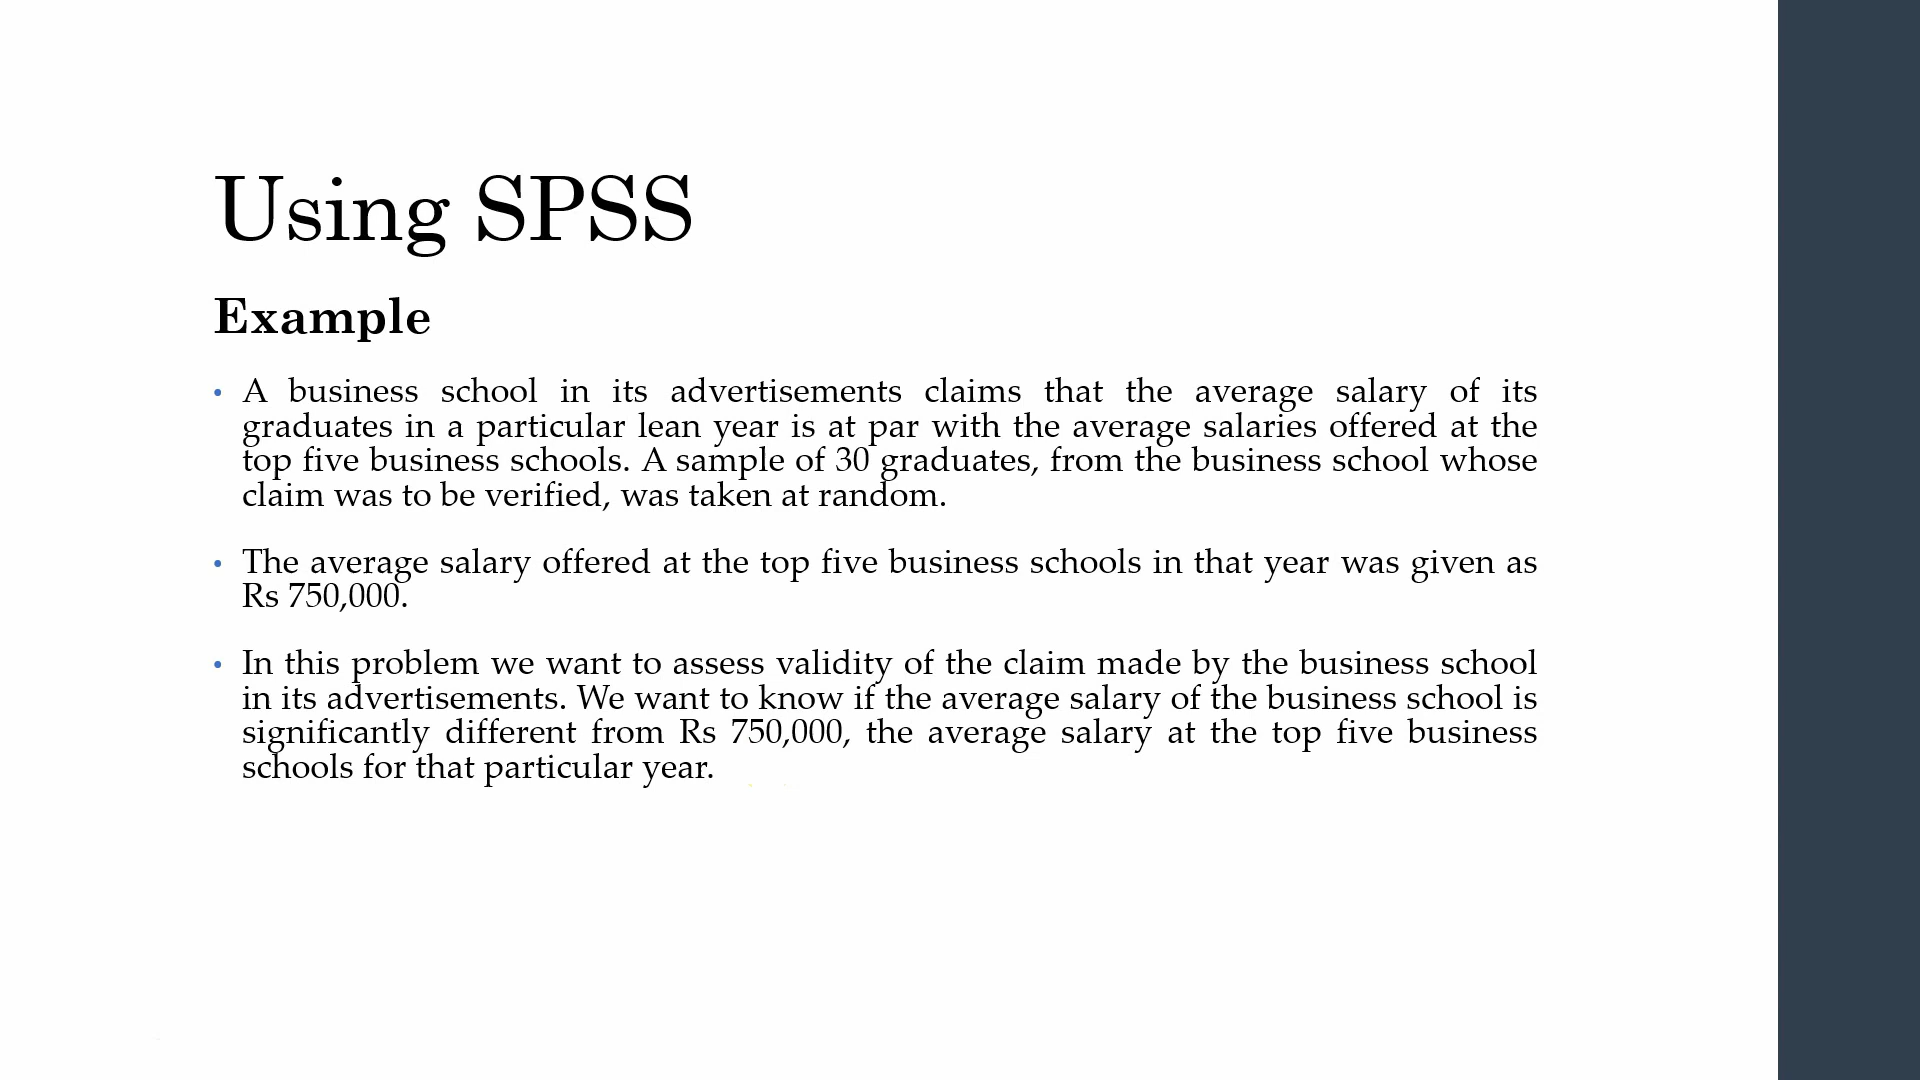 Using SPSS
Example
• A business school in its advertisements claims that the average salary of its
graduates in a particular lean year is at par with the average salaries offered at the
top five business schools. A sample of 30 graduates, from the business school whose
claim was to be verified, was taken at random.
• The average salary offered at the top five business schools in that year was given as
Rs 750,000.
• In this problem we want to assess validity of the claim made by the business school
in its advertisements. We want to know if the average salary of the business school is
significantly different from Rs 750,000, the average salary at the top five business
schools for that particular year.